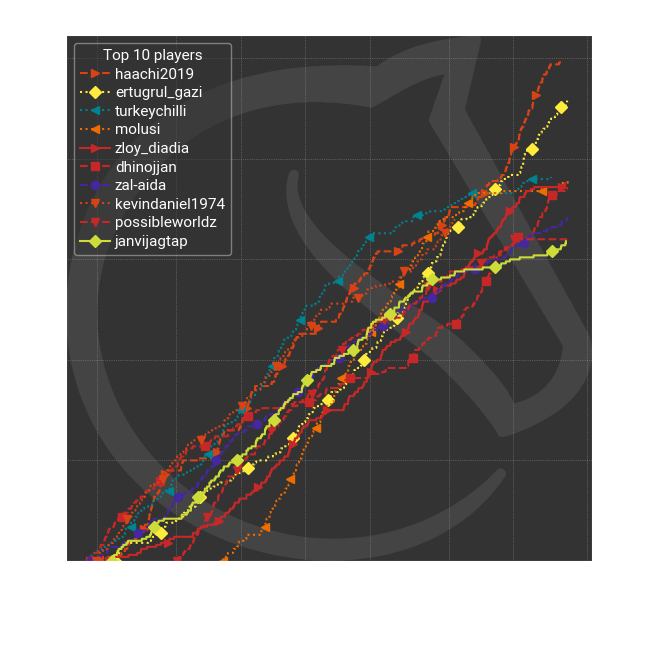 Top 10 players
haachi2019
ertugrul_gazi
turkeychilli
molusi
zloy_diadia
dhinojjan
zal-aida
kevindaniel1974
possibleworldz
janvijagtap